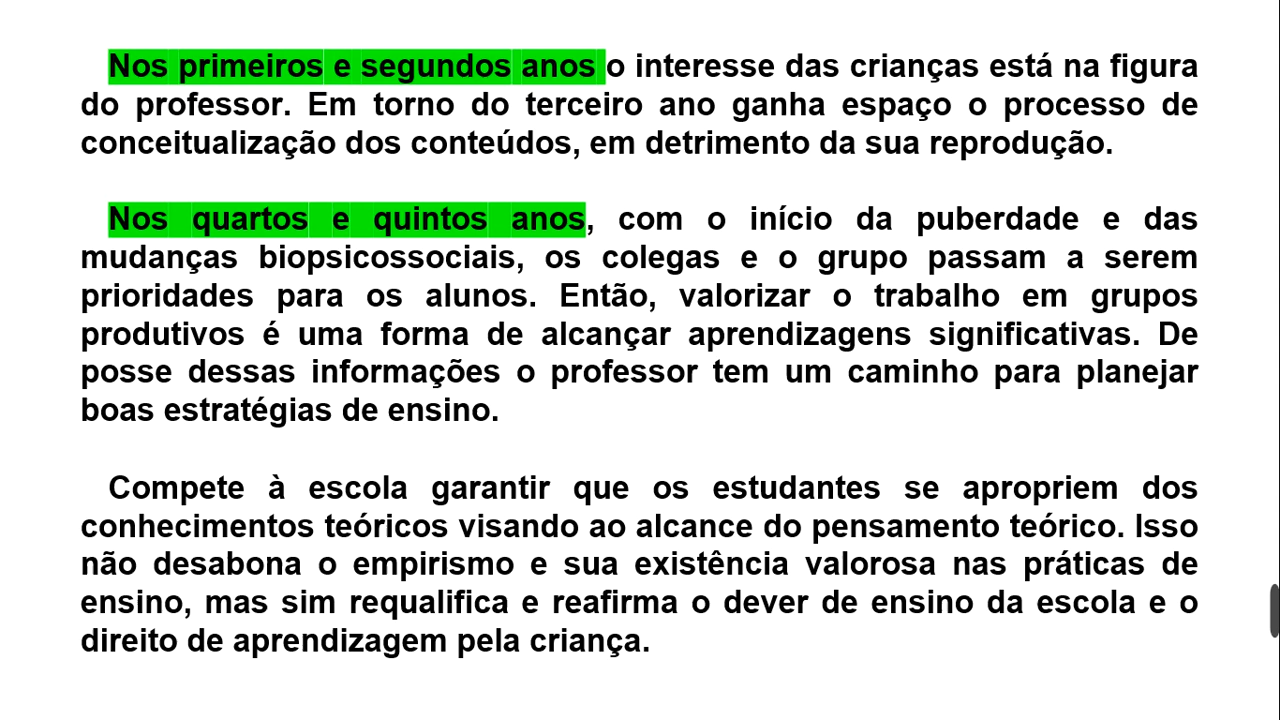 Nos primeiros e segundos anos o interesse das crianças está na figura
do professor. Em torno do terceiro ano ganha espaço o processo de
conceitualização dos conteúdos, em detrimento da sua reprodução.
Nos quartos e quintos anos, com o início da puberdade e das
mudanças biopsicossociais, os colegas e o grupo passam a serem
prioridades para os alunos. Então, valorizar o trabalho em grupos
produtivos é uma forma de alcançar aprendizagens significativas. De
posse dessas informações o professor tem um caminho para planejar
boas estratégias de ensino.
Compete à escola garantir que os estudantes se apropriem dos
conhecimentos teóricos visando ao alcance do pensamento teórico. Isso
não desabona o empirismo e sua existência valorosa nas práticas de
ensino, mas sim requalifica e reafirma o dever de ensino da escola e o
direito de aprendizagem pela criança.